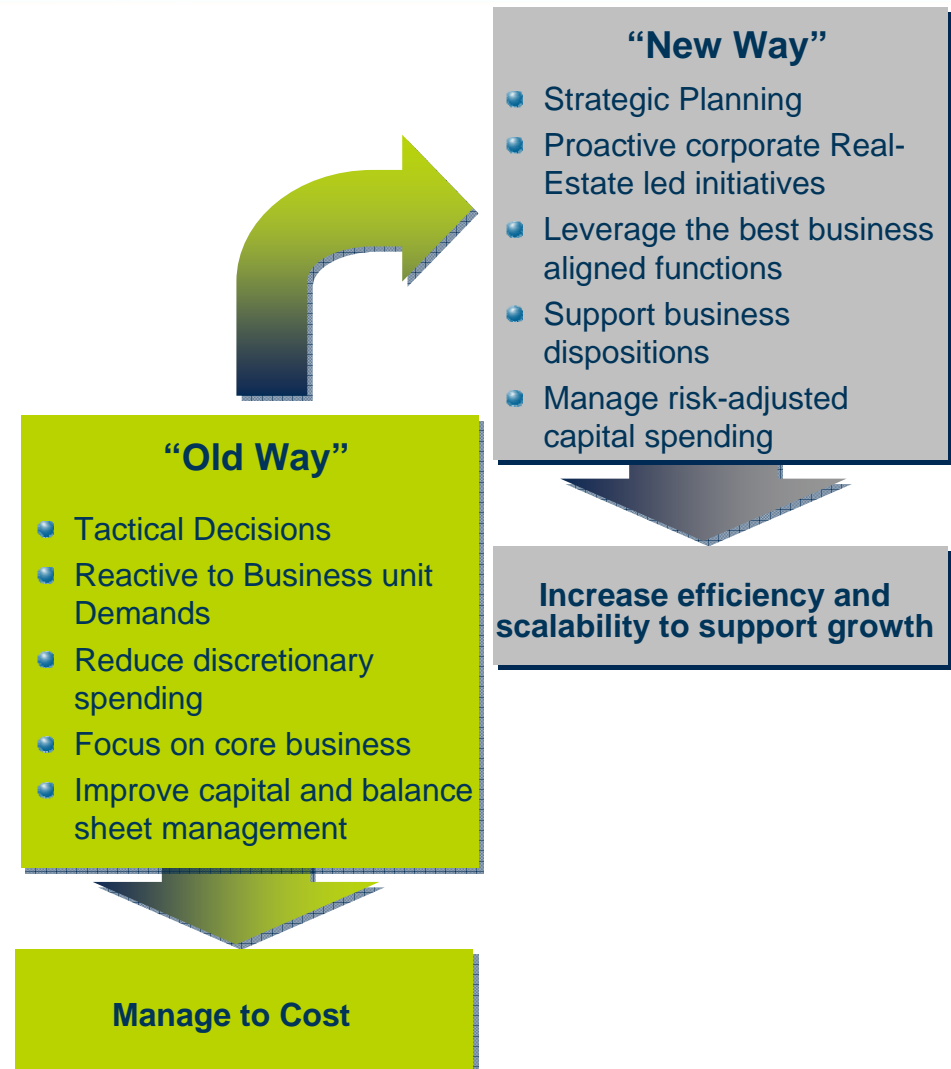 “New Way”
Strategic Planning
Proactive corporate Real-
Estate led initiatives
Leverage the best business
aligned functions
Support business
dispositions
Manage risk-adjusted
capital spending
Increase efficiency and
scalability to support growth
“Old Way”
Tactical Decisions
Reactive to Business unit
Demands
Reduce discretionary
spending
Focus on core business
Improve capital and balance
sheet management
Manage to Cost